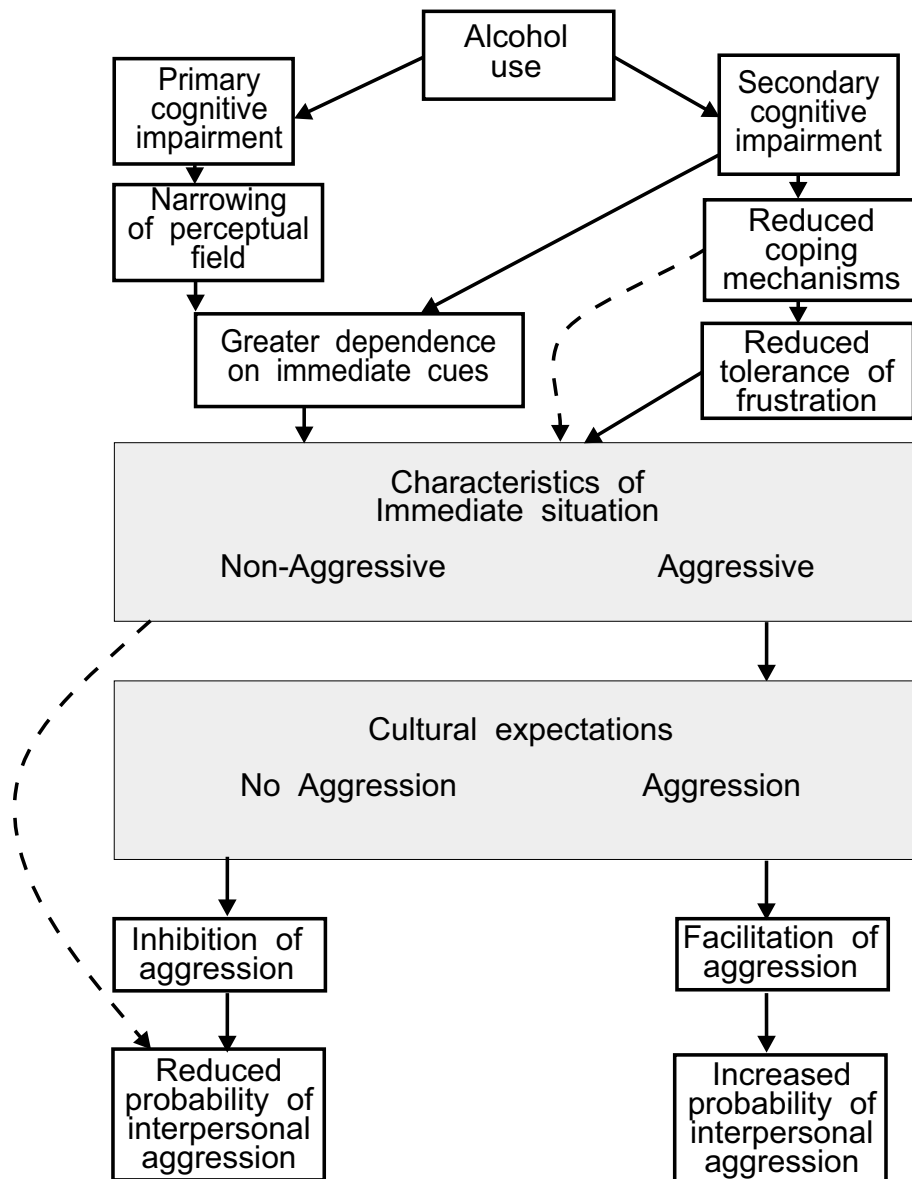 Alcohol
use
Primary
cognitive
impairment
Secondary
cognitive
impairment
Narrowing
of perceptual
field
Reduced
coping
mechanisms
Greater dependence
on immediate cues
Reduced
tolerance of
frustration
Characteristics of
Immediate situation
Non-Aggressive Aggressive
Cultural expectations
No Aggression Aggression
Inhibition of
aggression
Facilitation of
aggression
Reduced
probability of
interpersonal
aggression
Increased
probability of
interpersonal
aggression